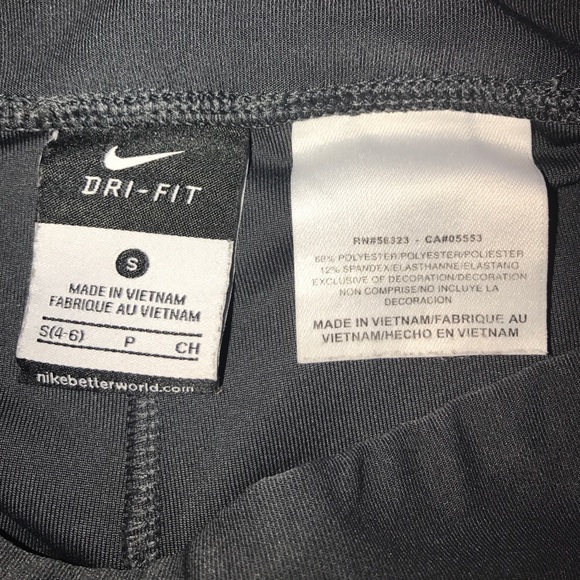 DRI-FIT
S
MADE IN VIETNAM
FABRIQUE AU VIETNAM
S(4-6) P CH
nikebetterworld.com
RN#56323 - CA#05553
88% POLYESTER/POLYESTER/POLIESTER
12% SPANDEX/ELASTHANNE/ELASTANO
EXCLUSIVE OF DECORATION/DECORATION
NON COMPRISE/NO INCLUYE LA
DECORACION
MADE IN VIETNAM/FABRIQUE AU
VIETNAM/HECHO EN VIETNAM